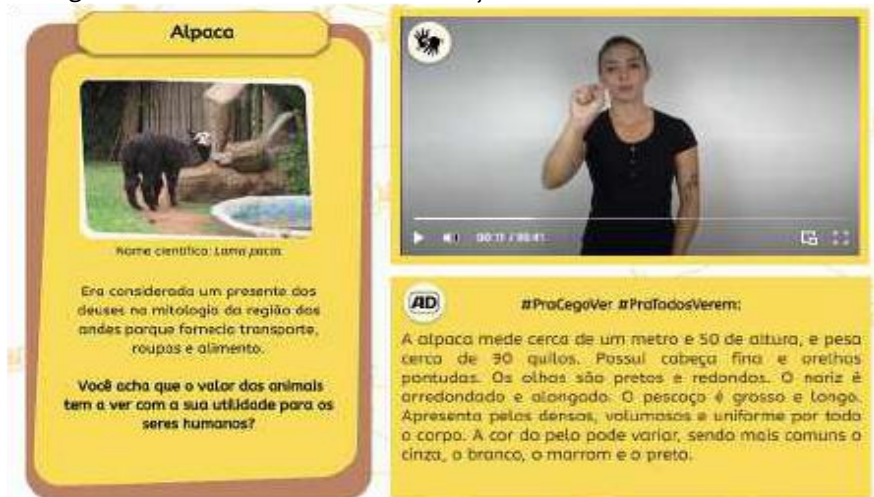 Alpaca
Nome científico: Lama pacos
Era considerada um presente dos
deuses na mitologia da região dos
andes porque fornecia transporte,
roupas e alimento.
Você acha que o valor dos animais
tem a ver com a sua utilidade para os
seres humanos?
00:11 / 00:41
AD
#PraCegoVer #PraTodosVerem:
A alpaca mede cerca de um metro e 50 de altura, e pesa
cerca de 90 quilos. Possui cabeça fina e orelhas
pontudas. Os olhos são pretos e redondos. O nariz é
arredondado e alongado. O pescoço é grosso e longo.
Apresenta pelos densos, volumosos e uniforme por todo
o corpo. A cor do pelo pode variar, sendo mais comuns o
cinza, o branco, o marrom e o preto.